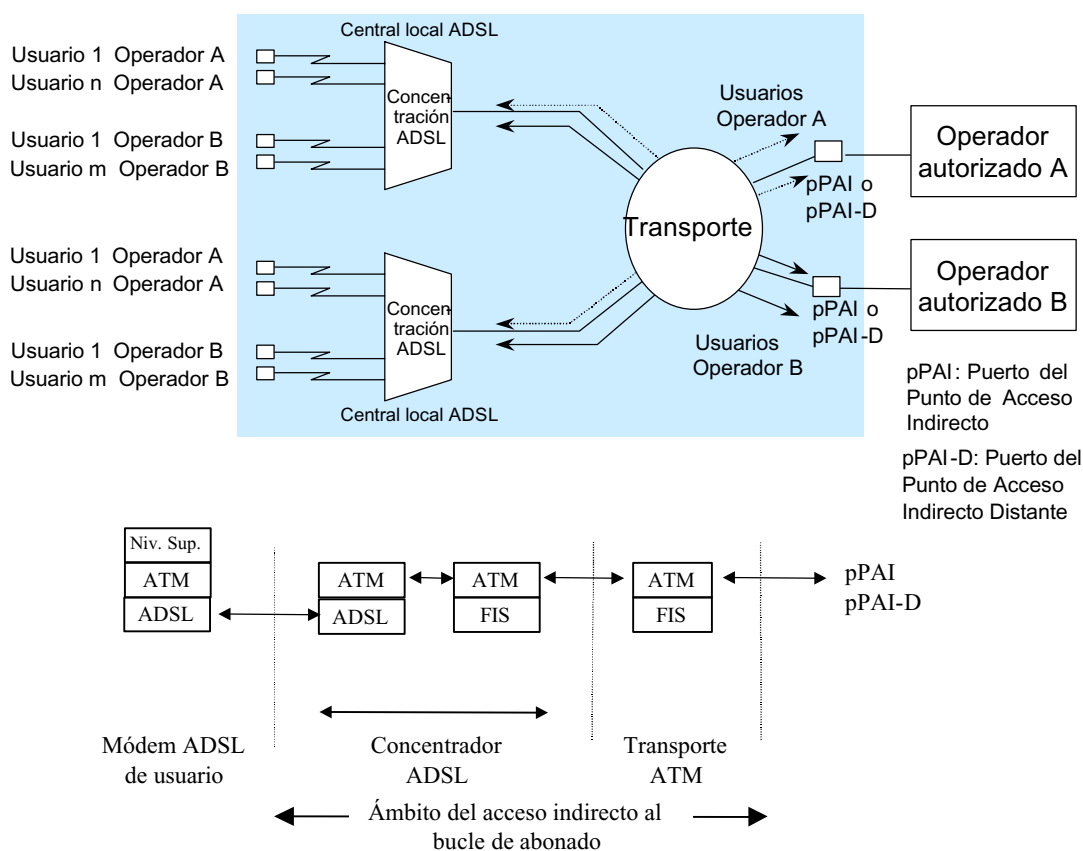 Central local ADSL
Usuario 1 Operador A
Usuario n Operador A
Usuario 1 Operador B
Usuario m Operador B
Concen-
tración
ADSL
Usuario 1 Operador A
Usuario n Operador A
Usuario 1 Operador B
Usuario m Operador B
Concen-
tración
ADSL
Central local ADSL
Transporte
Usuarios
Operador A
pPAI o
pPAI-D
Operador
autorizado A
pPAI o
pPAI-D
Operador
autorizado B
Usuarios
Operador B
pPAI: Puerto del
Punto de Acceso
Indirecto
pPAI-D: Puerto del
Punto de Acceso
Indirecto Distante
Niv. Sup.
ATM
ADSL
ATM
ADSL
ATM
FIS
ATM
FIS
pPAI
pPAI-D
Módem ADSL
de usuario
Concentrador
ADSL
Transporte
ATM
Ámbito del acceso indirecto al
bucle de abonado